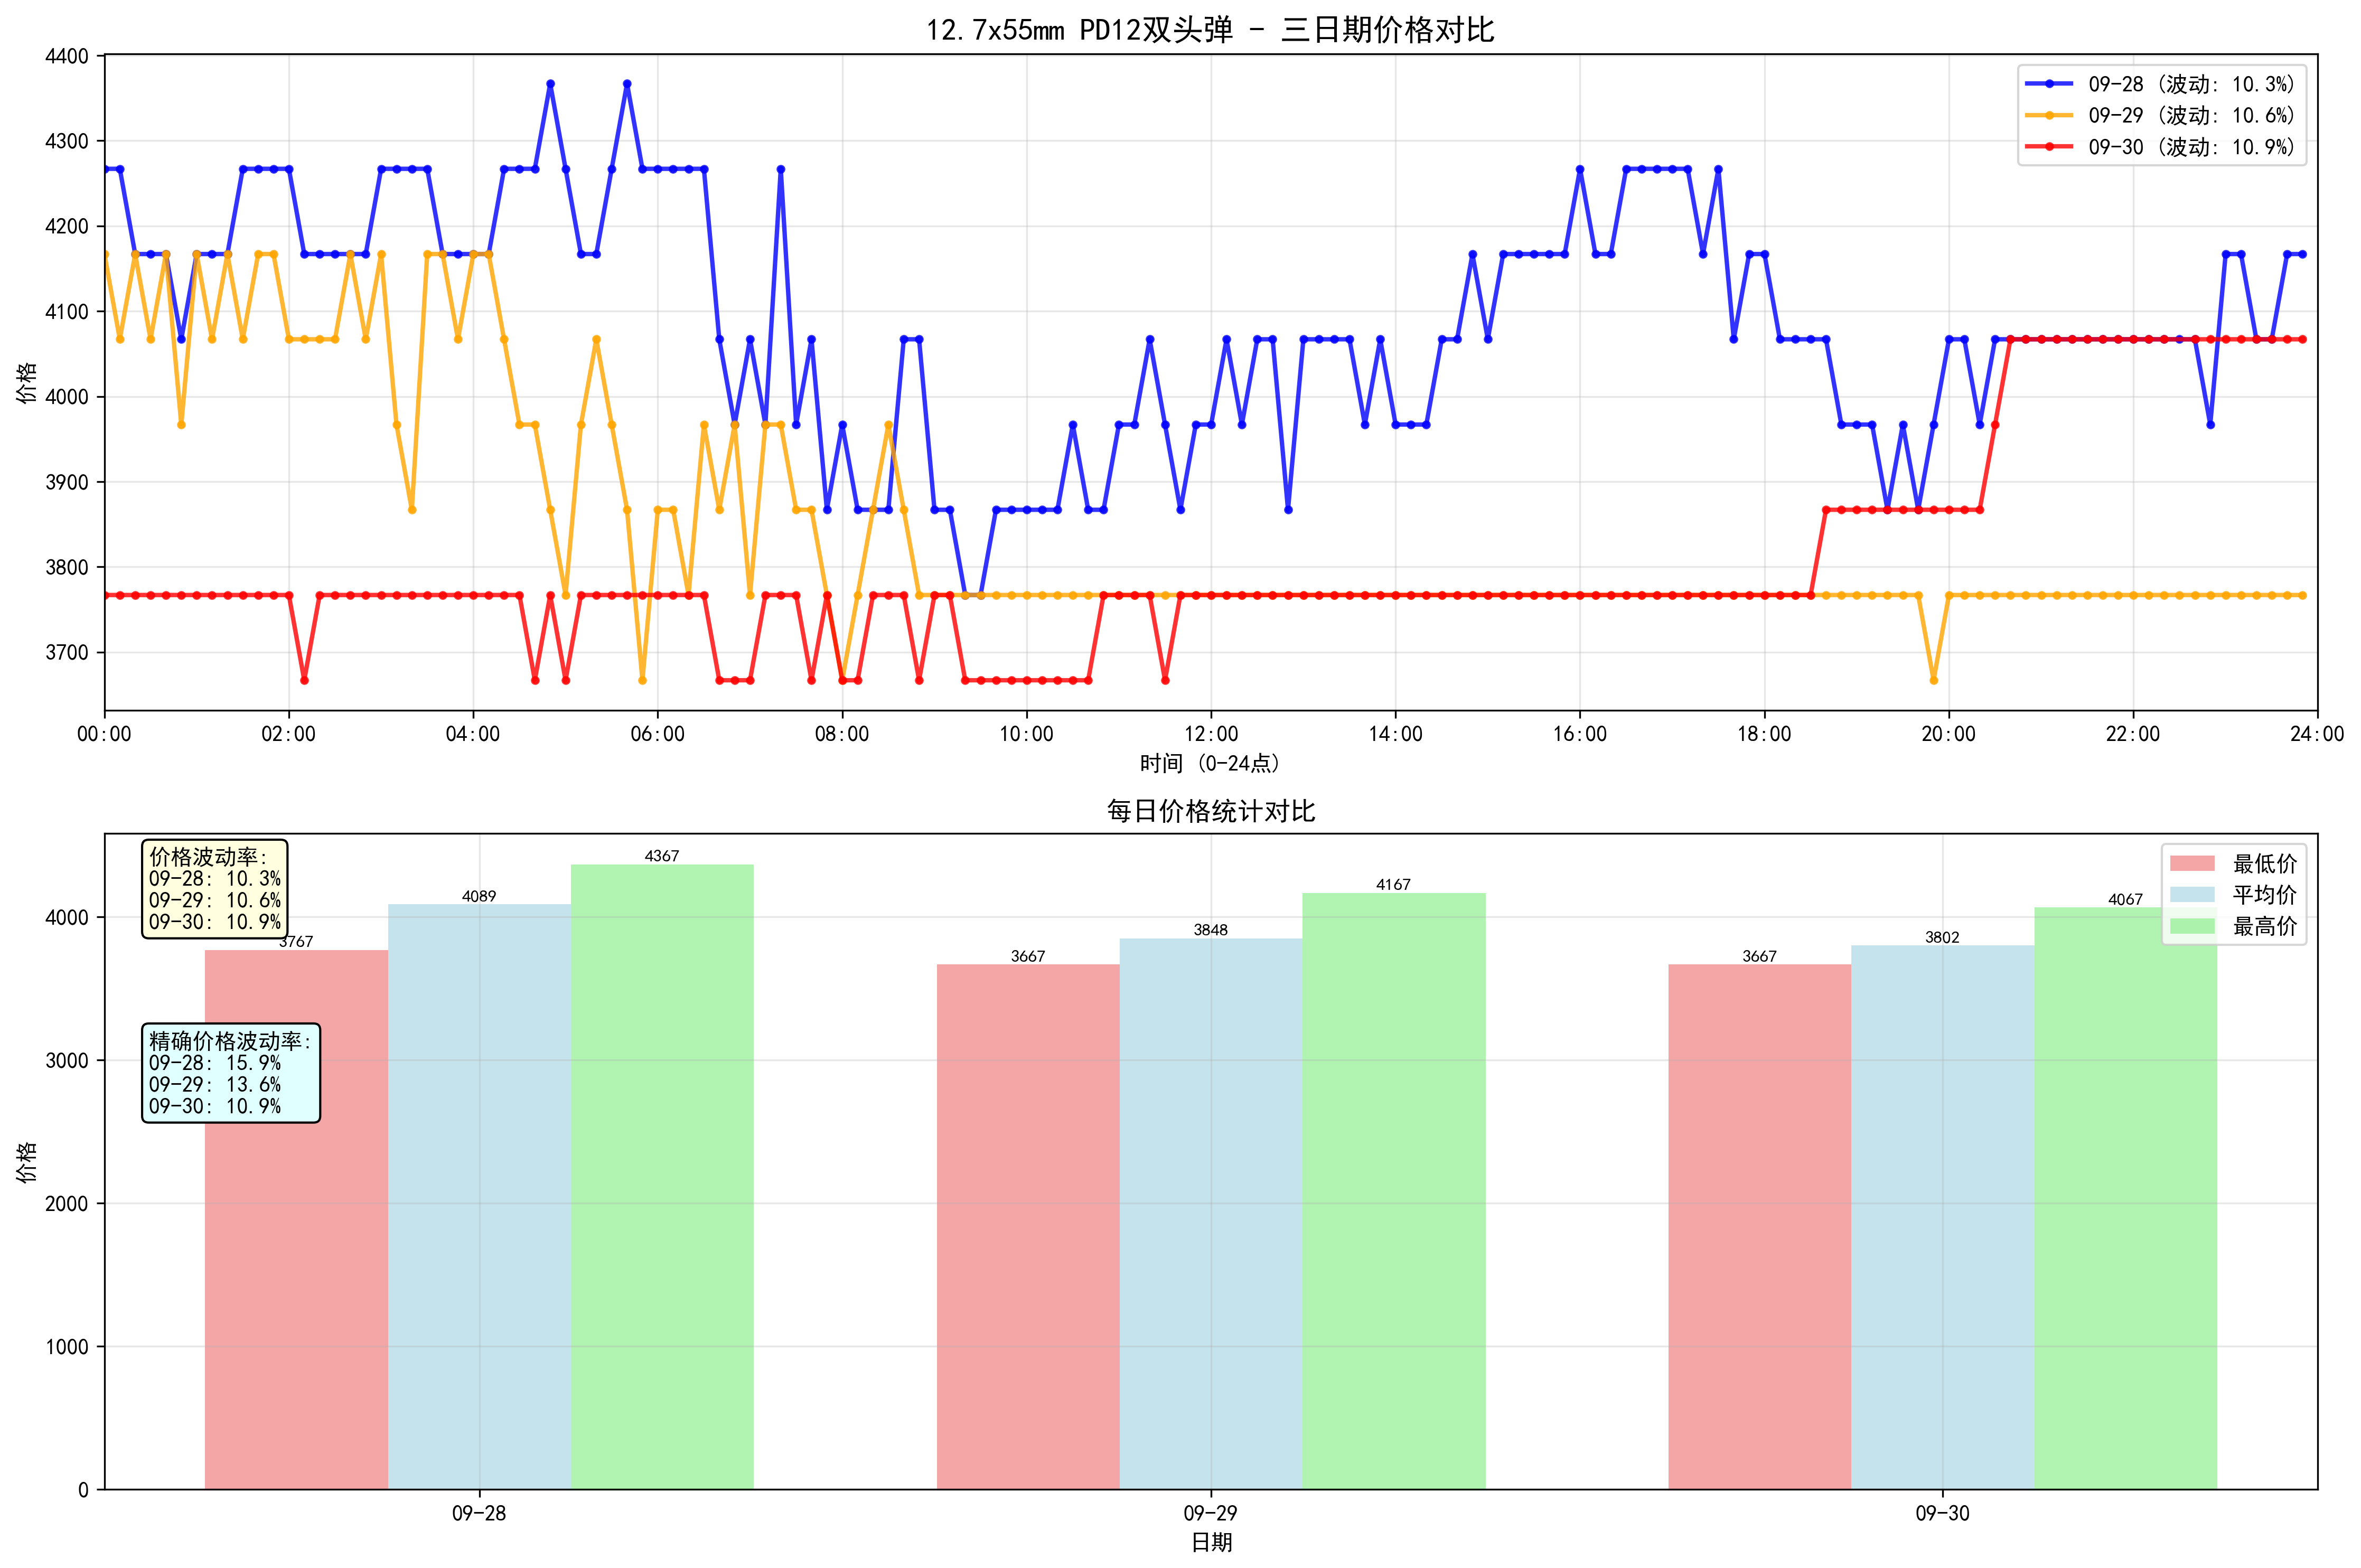 12.7x55mm PD12双头弹 - 三日期价格对比
4400
4300
4200
4100
4000
3900
3800
3700
价格
09-28 (波动: 10.3%)
09-29 (波动: 10.6%)
09-30 (波动: 10.9%)
00:00 02:00 04:00 06:00 08:00 10:00 12:00 14:00 16:00 18:00 20:00 22:00 24:00
时间 (0-24点)
每日价格统计对比
4000
3000
2000
1000
0
价格
价格波动率:
09-28: 10.3%
09-29: 10.6%
09-30: 10.9%
精确价格波动率:
09-28: 15.9%
09-29: 13.6%
09-30: 10.9%
3767 4089 4367
3667 3848 4167
3667 3802 4067
最低价
平均价
最高价
09-28 09-29 09-30
日期